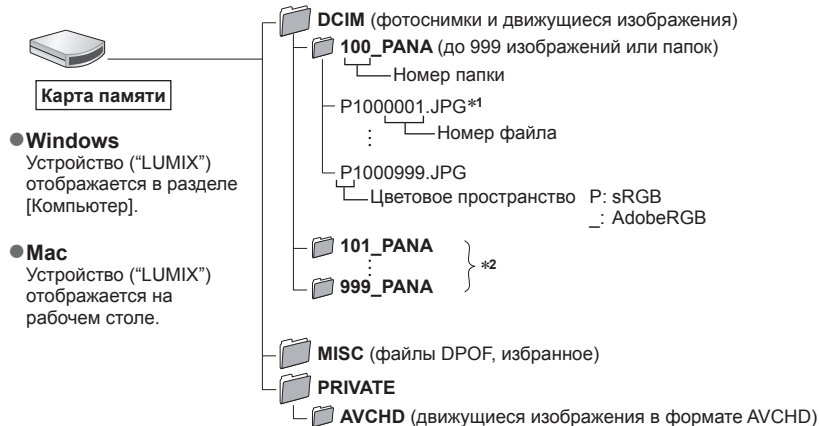 DCIM (фотоснимки и движущиеся изображения)
100_PANA (до 999 изображений или папок)
Номер папки
Карта памяти
P1000001.JPG*1
Номер файла
P1000999.JPG
Цветовое пространство P: sRGB
_: AdobeRGB
●Windows
Устройство (“LUMIX”)
отображается в разделе
[Компьютер].
●Mac
Устройство (“LUMIX”)
отображается на
рабочем столе.
101_PANA
*2
999_PANA
MISC (файлы DPOF, избранное)
PRIVATE
AVCHD (движущиеся изображения в формате AVCHD)